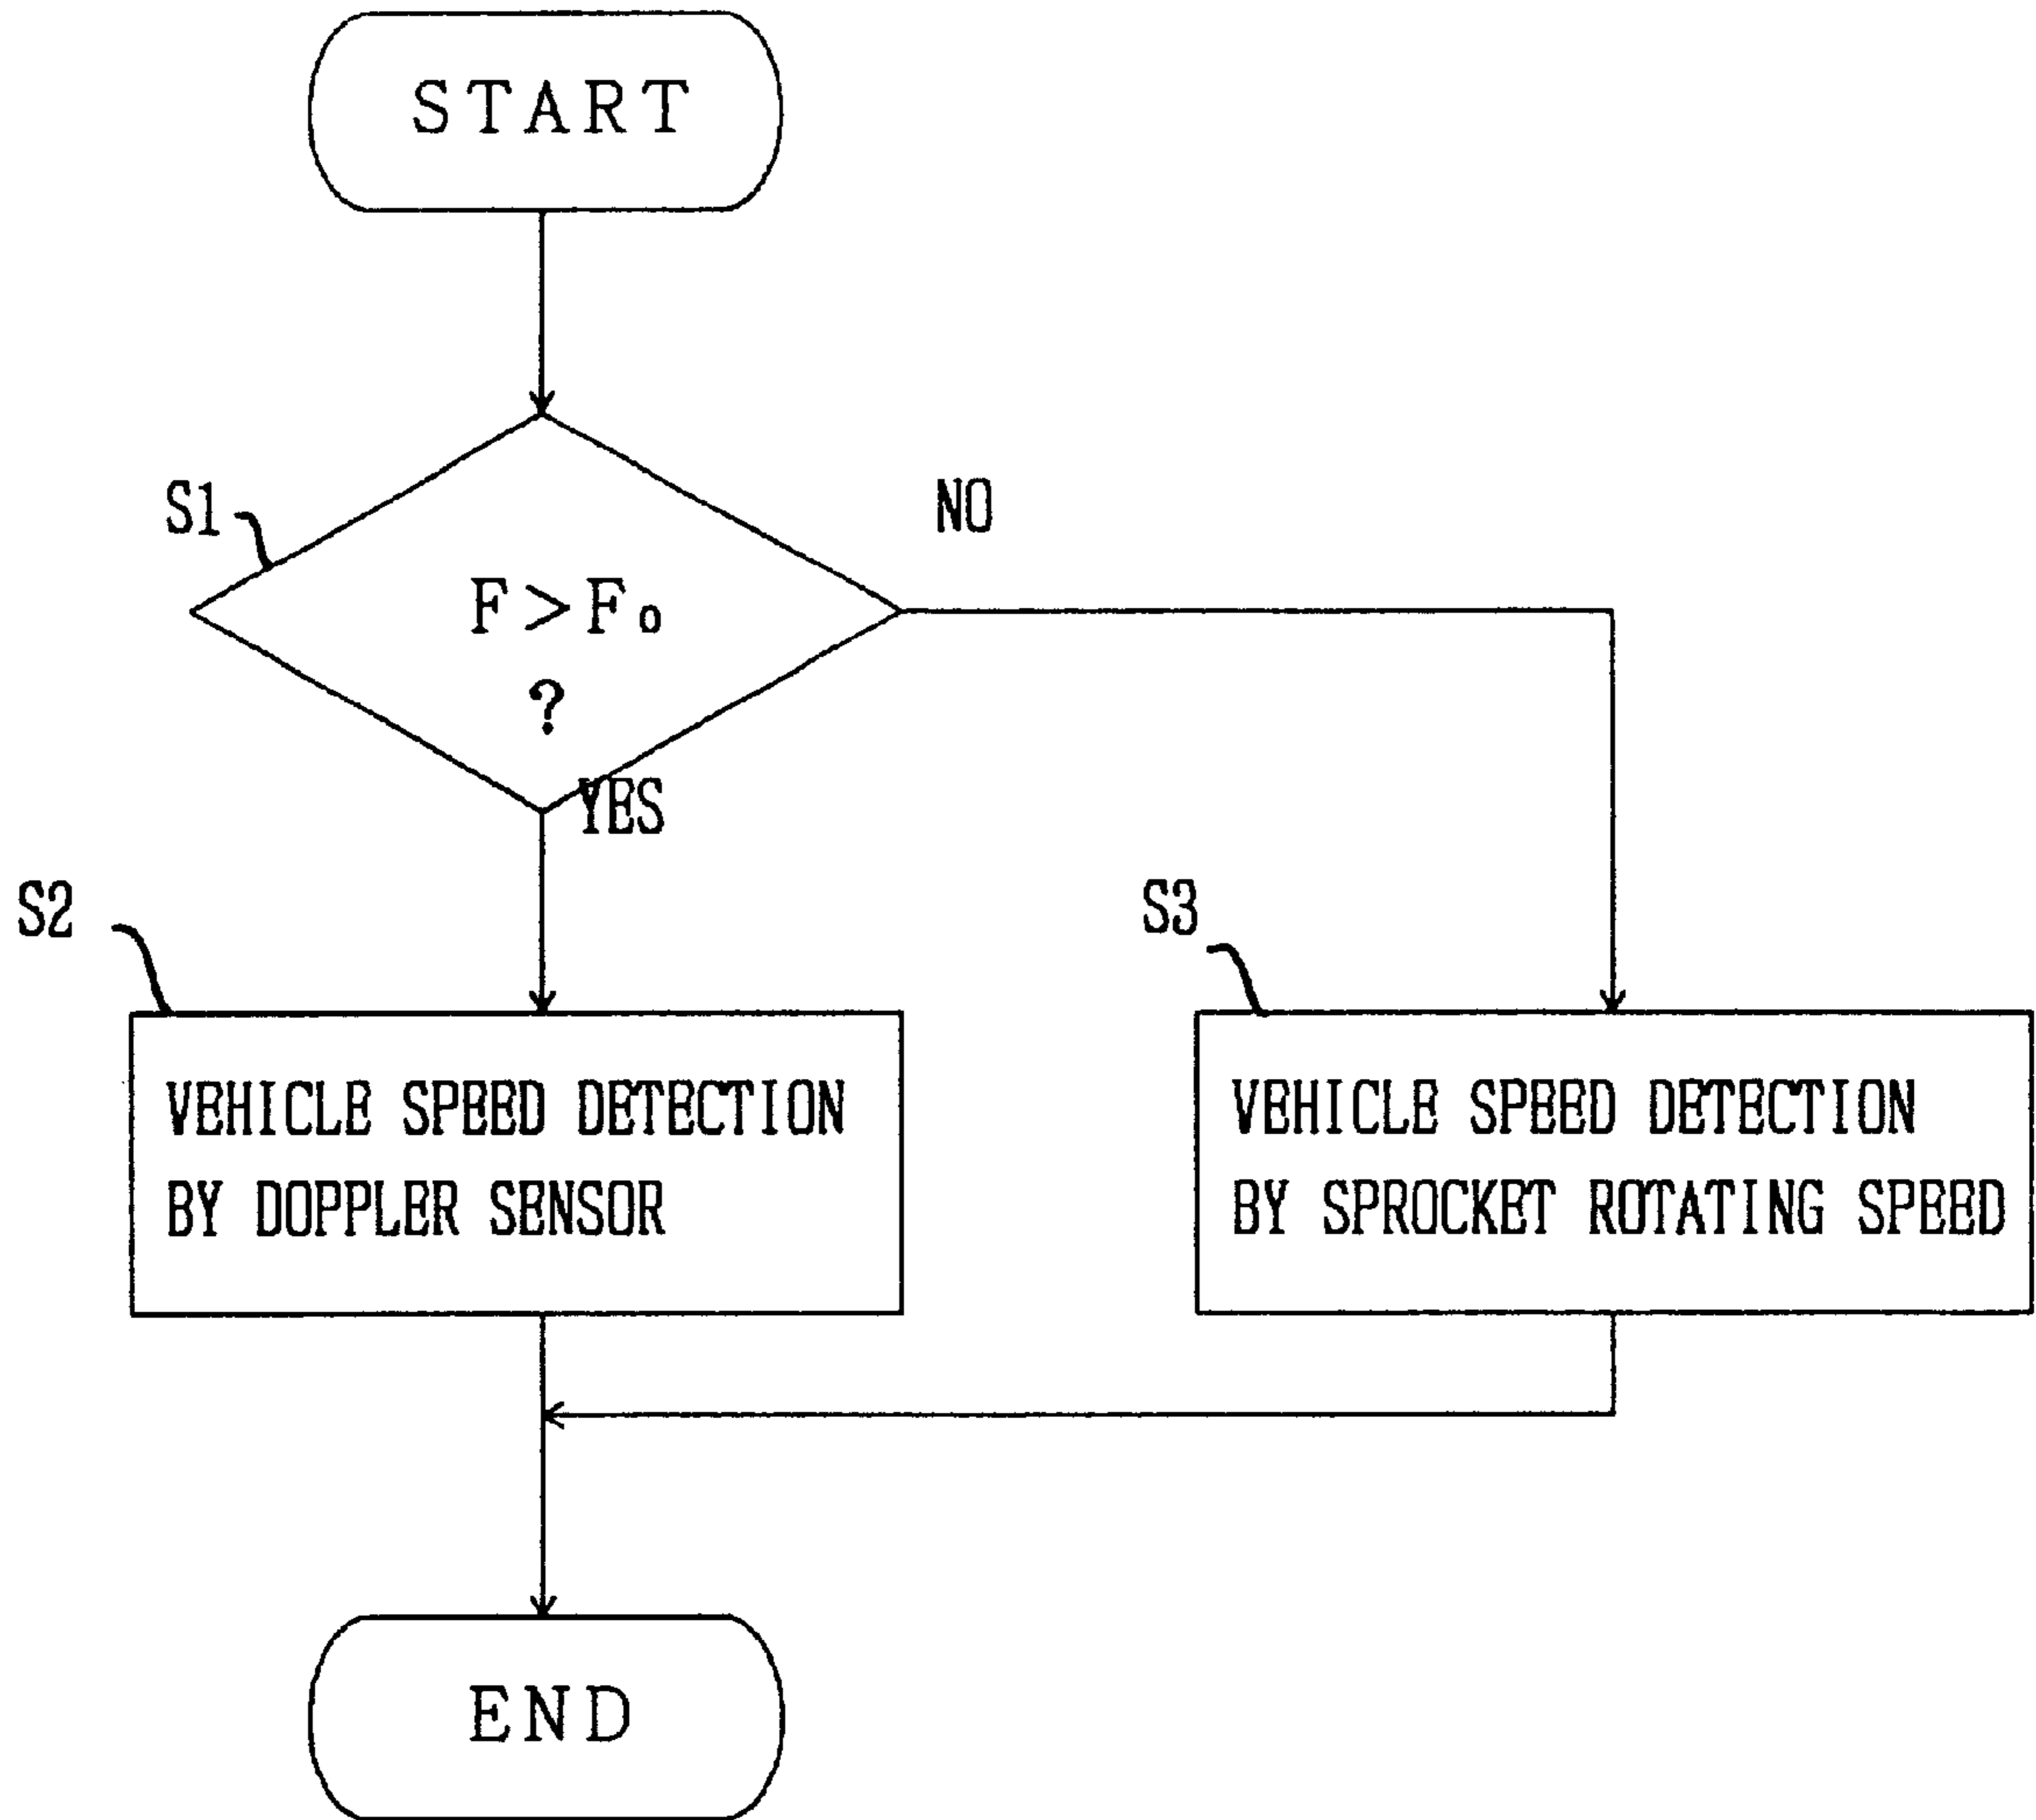 START
S1
NO
F>F₀
?
YES
S2
S3
VEHICLE SPEED DETECTION
BY DOPPLER SENSOR
VEHICLE SPEED DETECTION
BY SPROCKET ROTATING SPEED
END